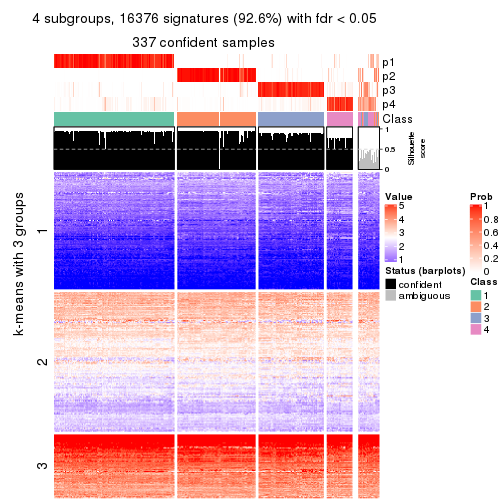 4 subgroups, 16376 signatures (92.6%) with fdr < 0.05
337 confident samples
p1
p2
p3
p4
Class
1
0.5
0
Silhouette
score
k-means with 3 groups
1
2
3
Value
5
4
3
2
1
Status (barplots)
confident
ambiguous
Prob
1
0.8
0.6
0.4
0.2
0
Class
1
2
3
4